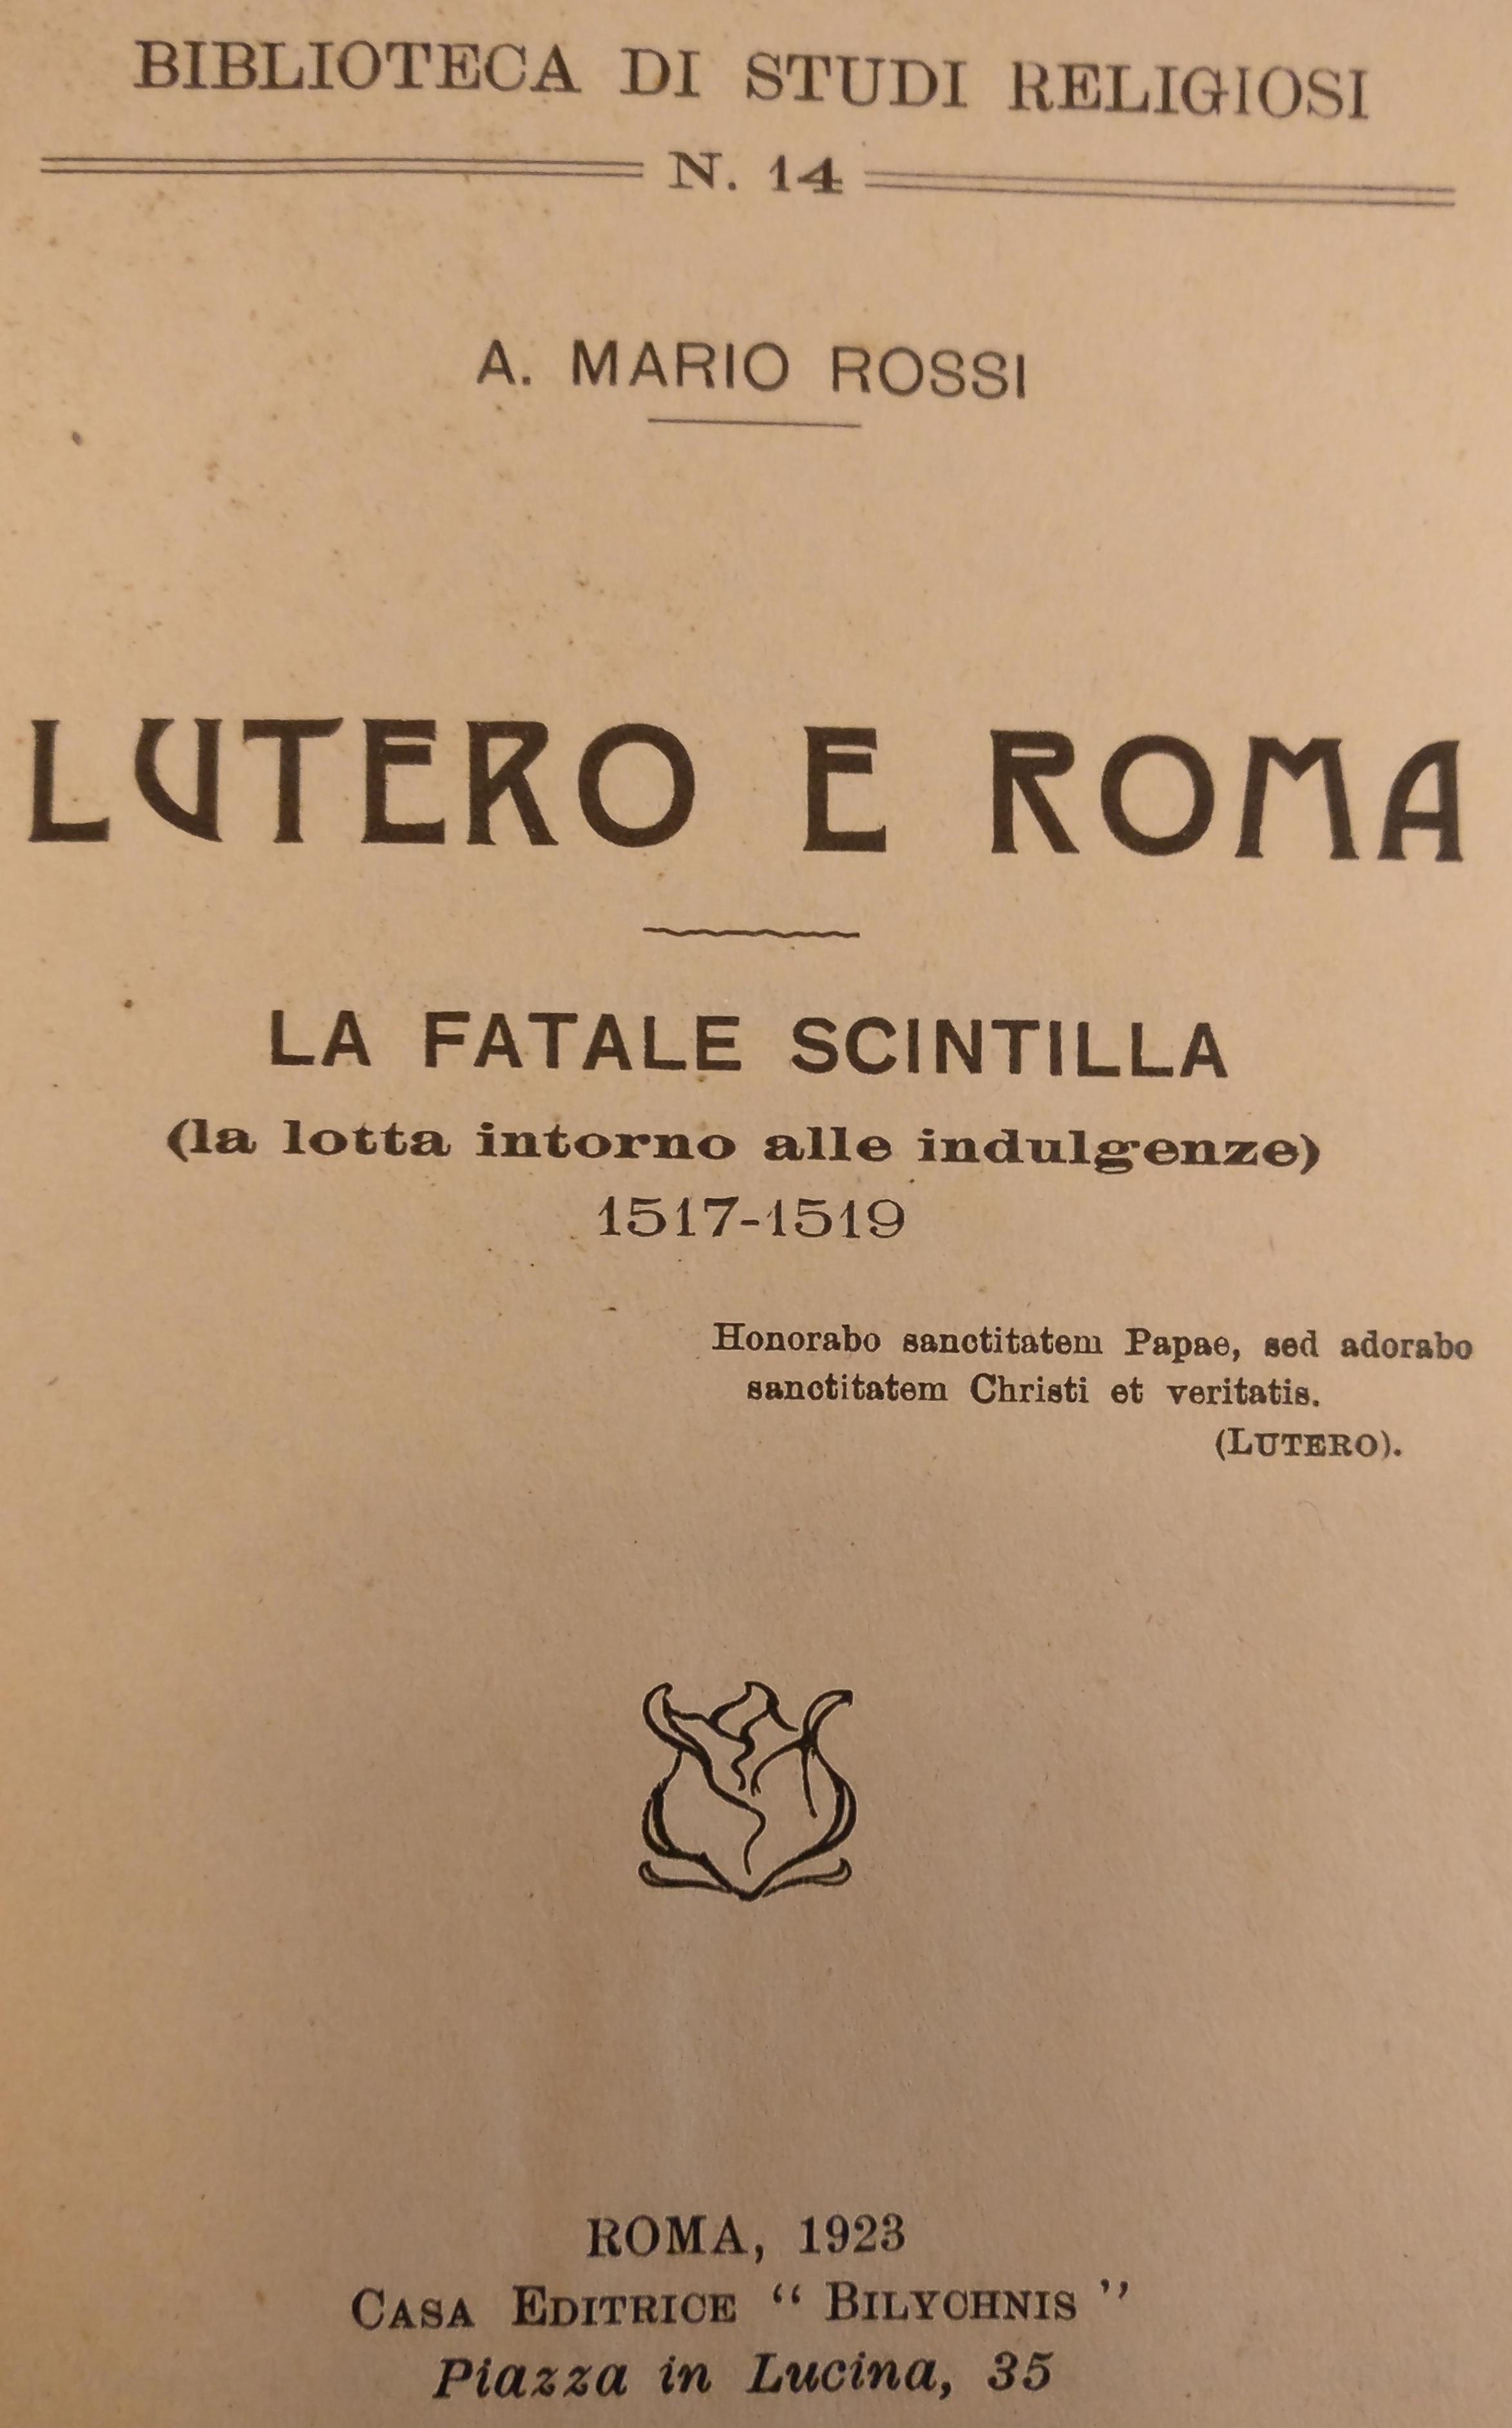 BIBLIOTECA DI STUDI RELIGIOSI
N. 14
A. MARIO ROSSI
LUTERO E ROMA
LA FATALE SCINTILLA
(la lotta intorno alle indulgenze)
1517-1519
Honorabo sanctitatem Papae, sed adorabo
sanctitatem Christi et veritatis.
(LUTERO).
ROMA, 1923
CASA EDITRICE “ BILYCHNIS ”
Piazza in Lucina, 35